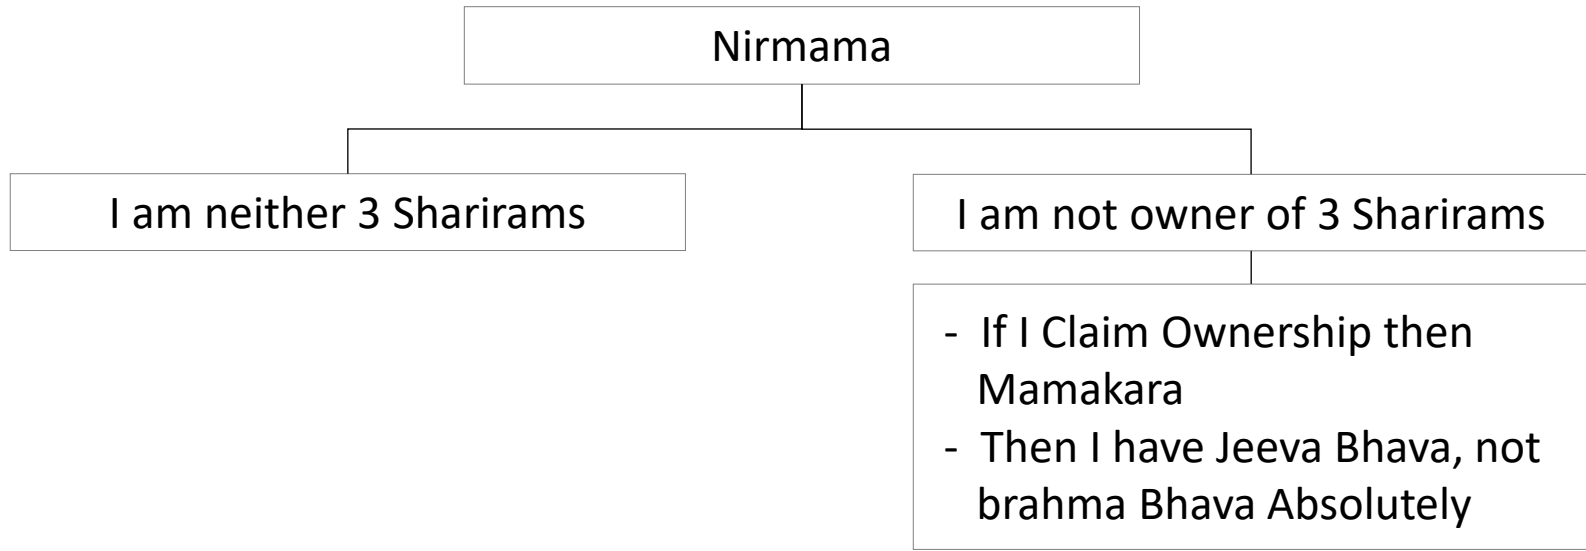 Nirmama
I am neither 3 Sharirams
I am not owner of 3 Sharirams
- If I Claim Ownership then
Mamakara
- Then I have Jeeva Bhava, not
brahma Bhava Absolutely